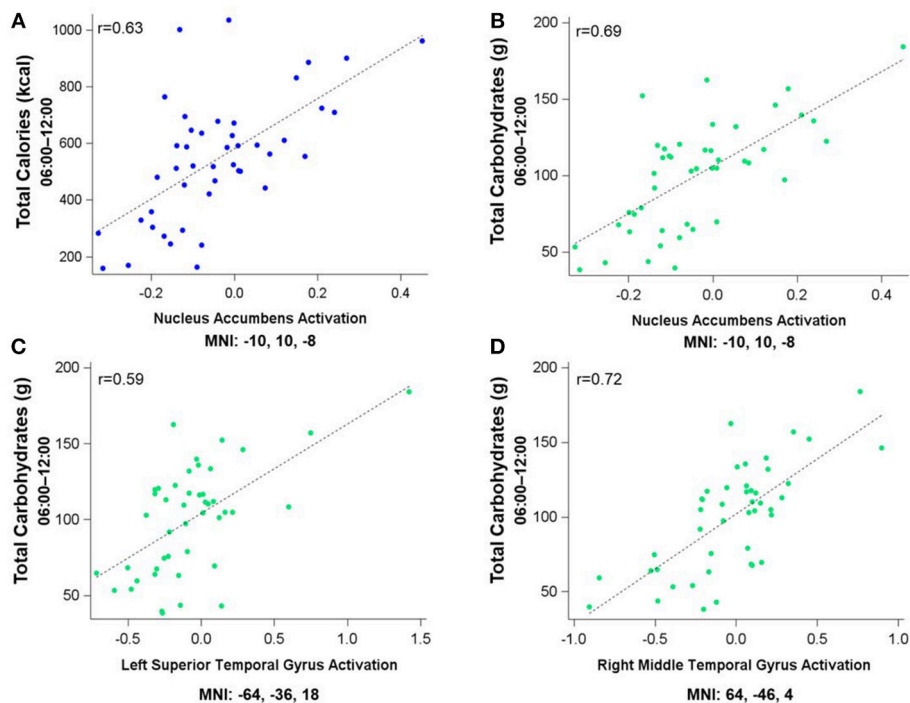 A
r=0.63
Total Calories (kcal)
06:00–12:00
1000
800
600
400
200
-0.2
0.0
0.2
0.4
Nucleus Accumbens Activation
MNI: -10, 10, -8
B
r=0.69
Total Carbohydrates (g)
06:00–12:00
200
150
100
50
-0.2
0.0
0.2
0.4
Nucleus Accumbens Activation
MNI: -10, 10, -8
C
r=0.59
Total Carbohydrates (g)
06:00–12:00
200
150
100
50
-0.5
0.0
0.5
1.0
1.5
Left Superior Temporal Gyrus Activation
MNI: -64, -36, 18
D
r=0.72
Total Carbohydrates (g)
06:00–12:00
200
150
100
50
-1.0
-0.5
0.0
0.5
1.0
Right Middle Temporal Gyrus Activation
MNI: 64, -46, 4